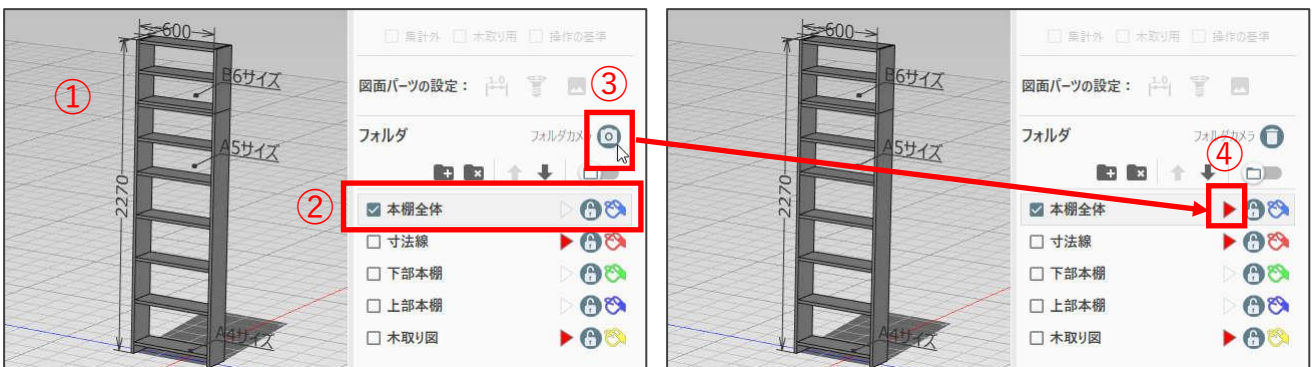 ①
600
2270
B6サイズ
A5サイズ
A4サイズ
□ 集計外 □ 木取り用 □ 操作の基準
図面パーツの設定： 1.0
③
フォルダ フォルダカメラ
②
☑ 本棚全体
□ 寸法線
□ 下部本棚
□ 上部本棚
□ 木取り図
600
2270
B6サイズ
A5サイズ
A4サイズ
□ 集計外 □ 木取り用 □ 操作の基準
図面パーツの設定： 1.0
フォルダ フォルダカメラ
④
☑ 本棚全体
□ 寸法線
□ 下部本棚
□ 上部本棚
□ 木取り図